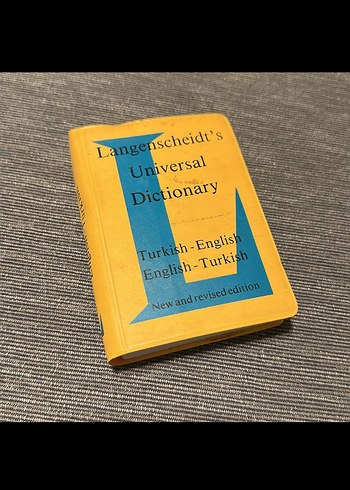 Langenscheidt's
Universal
Dictionary
Turkish-English
English-Turkish
New and revised edition